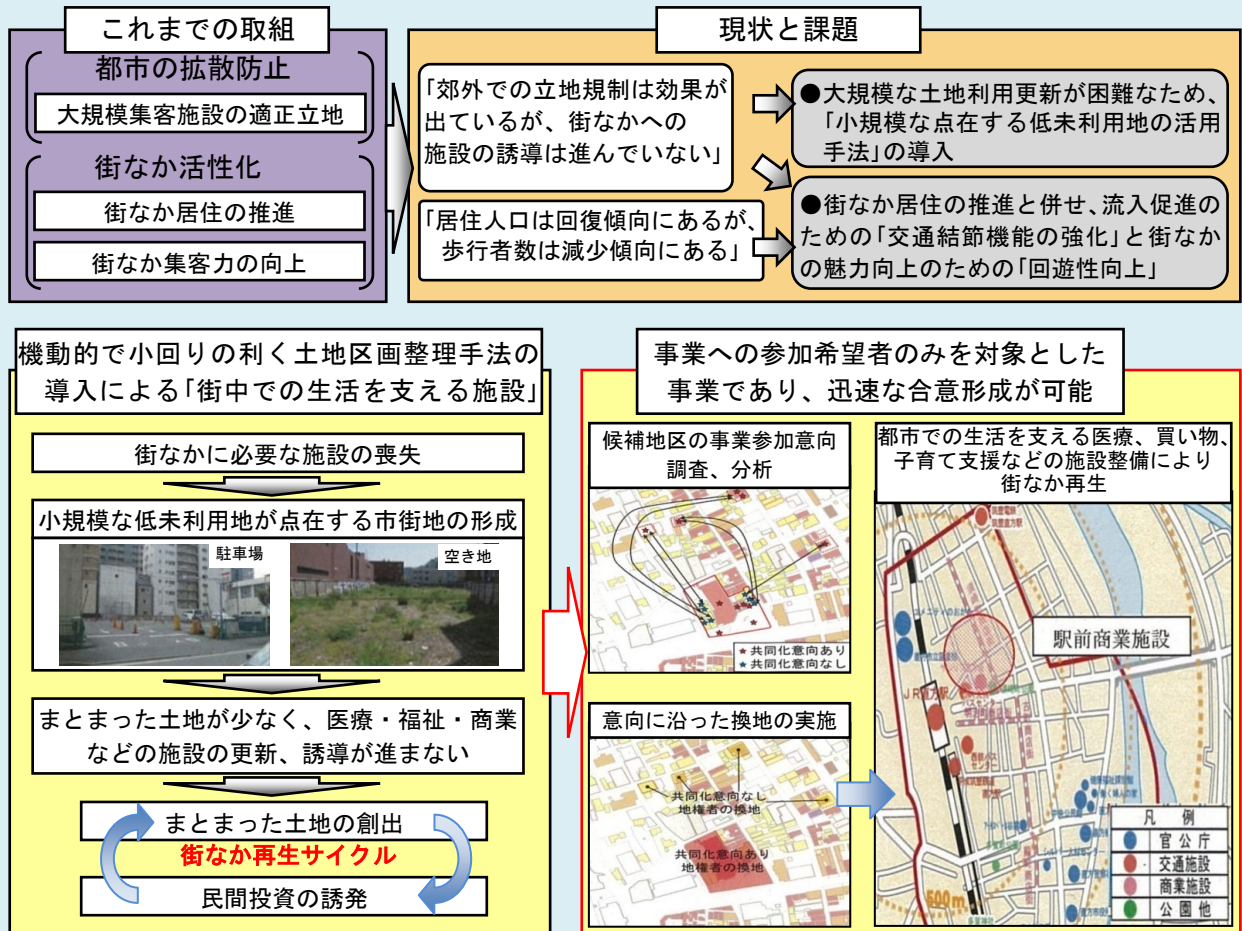 これまでの取組
都市の拡散防止
大規模集客施設の適正立地
街なか活性化
街なか居住の推進
街なか集客力の向上
現状と課題
「郊外での立地規制は効果が
出ているが、街なかへの
施設の誘導は進んでいない」
「居住人口は回復傾向にあるが、
歩行者数は減少傾向にある」
●大規模な土地利用更新が困難なため、
「小規模な点在する低未利用地の活用
手法」の導入
●街なか居住の推進と併せ、流入促進の
ための「交通結節機能の強化」と街なか
の魅力向上のための「回遊性向上」
機動的で小回りの利く土地区画整理手法の
導入による「街中での生活を支える施設」
街なかに必要な施設の喪失
小規模な低未利用地が点在する市街地の形成
駐車場
空き地
まとまった土地が少なく、医療・福祉・商業
などの施設の更新、誘導が進まない
まとまった土地の創出
街なか再生サイクル
民間投資の誘発
事業への参加希望者のみを対象とした
事業であり、迅速な合意形成が可能
候補地区の事業参加意向
調査、分析
★共同化意向あり
★共同化意向なし
意向に沿った換地の実施
共同化意向なし
地権者の換地
共同化意向あり
地権者の換地
都市での生活を支える医療、買い物、
子育て支援などの施設整備により
街なか再生
筑豊電鉄
筑豊直方駅
駅前商業施設
JR直方駅
500m
凡例
官公庁
交通施設
商業施設
公園他